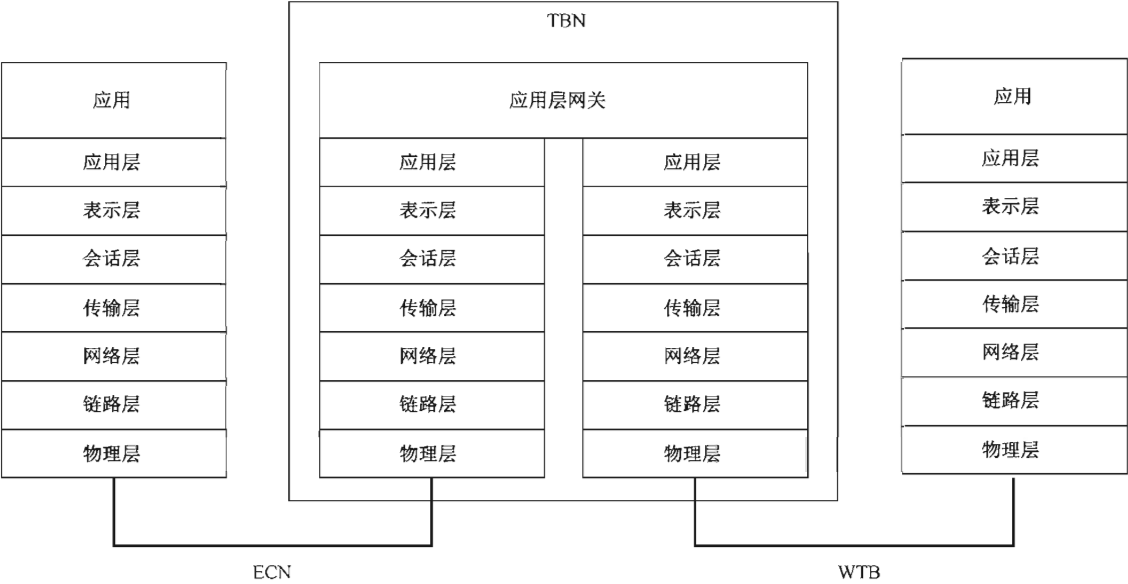 TBN
应用
应用层
表示层
会话层
传输层
网络层
链路层
物理层
应用层网关
应用层
表示层
会话层
传输层
网络层
链路层
物理层
应用层
表示层
会话层
传输层
网络层
链路层
物理层
应用
应用层
表示层
会话层
传输层
网络层
链路层
物理层
ECN
WTB